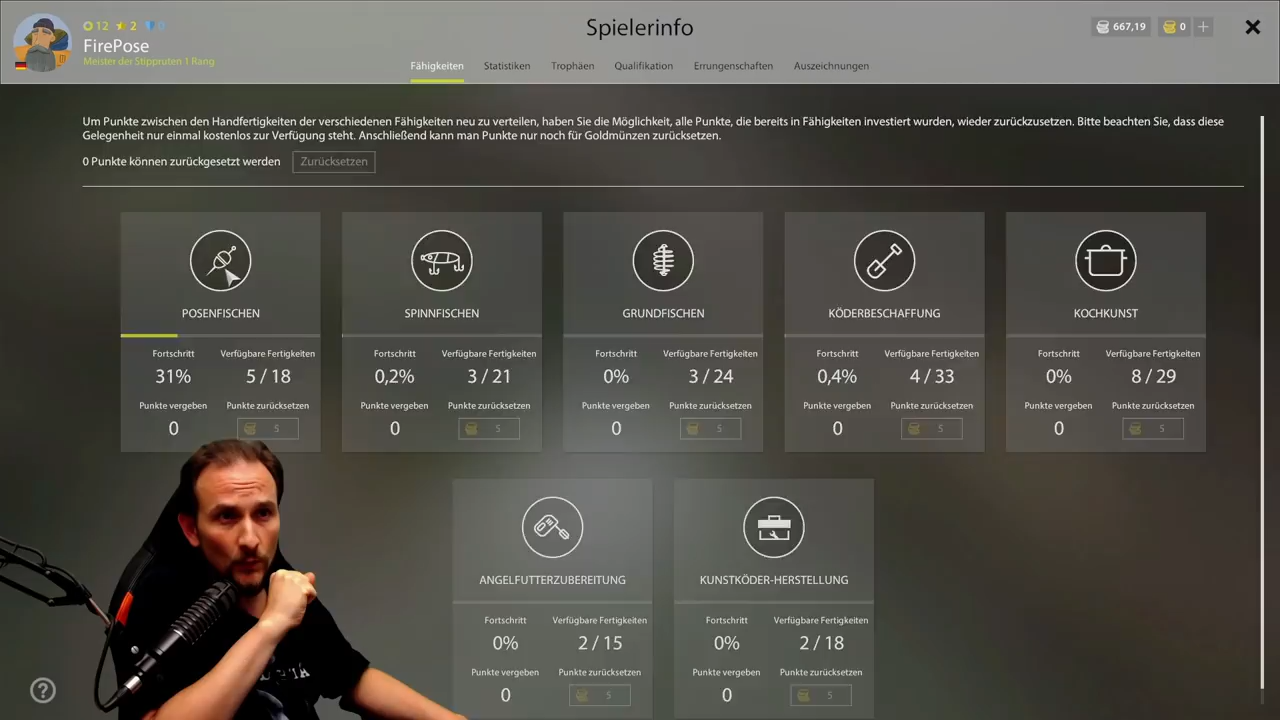 12 2 0
FirePose
Meister der Stippruten 1 Rang
Spielerinfo
667,19
0
Fähigkeiten Statistiken Trophäen Qualifikation Errungenschaften Auszeichnungen
Um Punkte zwischen den Handfertigkeiten der verschiedenen Fähigkeiten neu zu verteilen, haben Sie die Möglichkeit, alle Punkte, die bereits in Fähigkeiten investiert wurden, wieder zurückzusetzen. Bitte beachten Sie, dass diese
Gelegenheit nur einmal kostenlos zur Verfügung steht. Anschließend kann man Punkte nur noch für Goldmünzen zurücksetzen.
0 Punkte können zurückgesetzt werden Zurücksetzen
POSENFISCHEN SPINNFISCHEN GRUNDFISCHEN KÖDERBESCHAFFUNG KOCHKUNST
Fortschritt Verfügbare Fertigkeiten Fortschritt Verfügbare Fertigkeiten Fortschritt Verfügbare Fertigkeiten Fortschritt Verfügbare Fertigkeiten Fortschritt Verfügbare Fertigkeiten
31% 5 / 18 0,2% 3 / 21 0% 3 / 24 0,4% 4 / 33 0% 8 / 29
Punkte vergeben Punkte zurücksetzen Punkte vergeben Punkte zurücksetzen Punkte vergeben Punkte zurücksetzen Punkte vergeben Punkte zurücksetzen Punkte vergeben Punkte zurücksetzen
0 5 0 5 0 5 0 5 0 5
ANGELFUTTERZUBEREITUNG KUNSTKÖDER-HERSTELLUNG
Fortschritt Verfügbare Fertigkeiten Fortschritt Verfügbare Fertigkeiten
0% 2 / 15 0% 2 / 18
Punkte vergeben Punkte zurücksetzen Punkte vergeben Punkte zurücksetzen
0 5 0 5
?